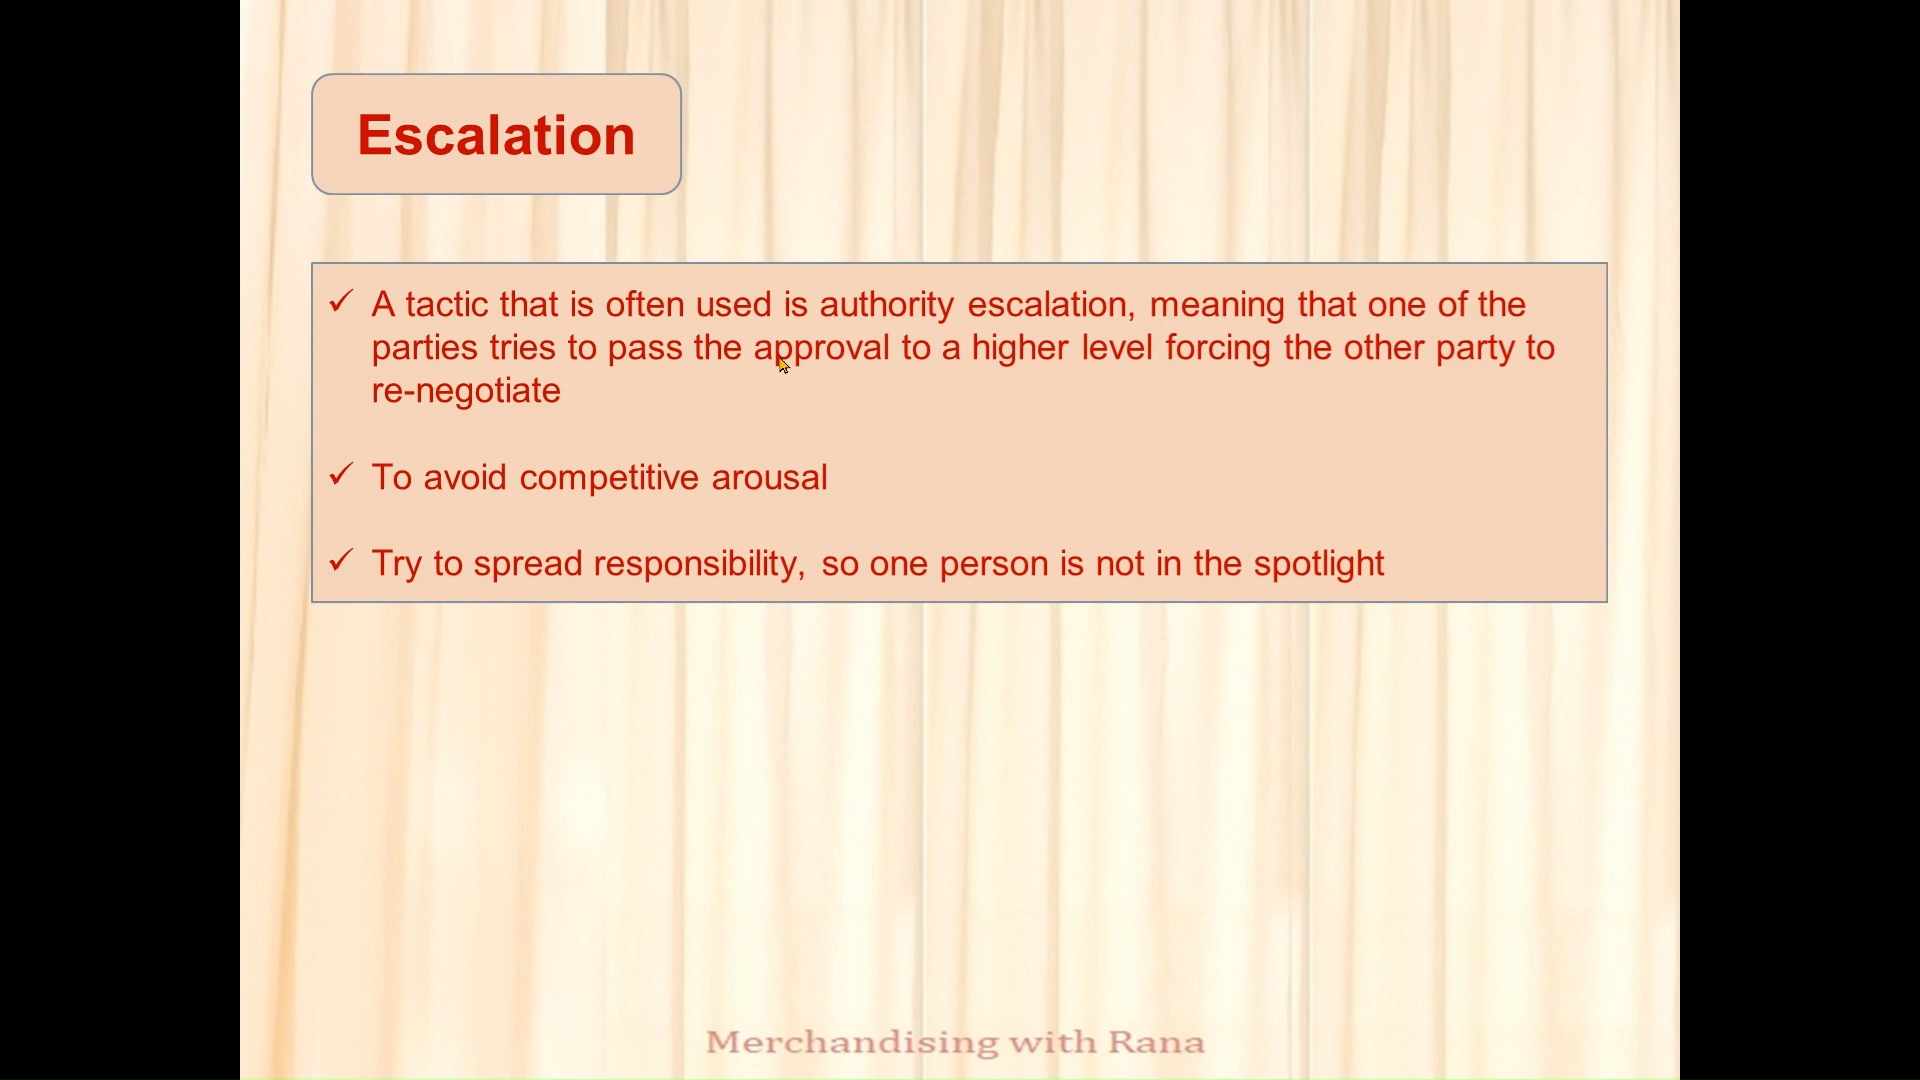 Escalation
✓ A tactic that is often used is authority escalation, meaning that one of the
parties tries to pass the approval to a higher level forcing the other party to
re-negotiate
✓ To avoid competitive arousal
✓ Try to spread responsibility, so one person is not in the spotlight
Merchandising with Rana